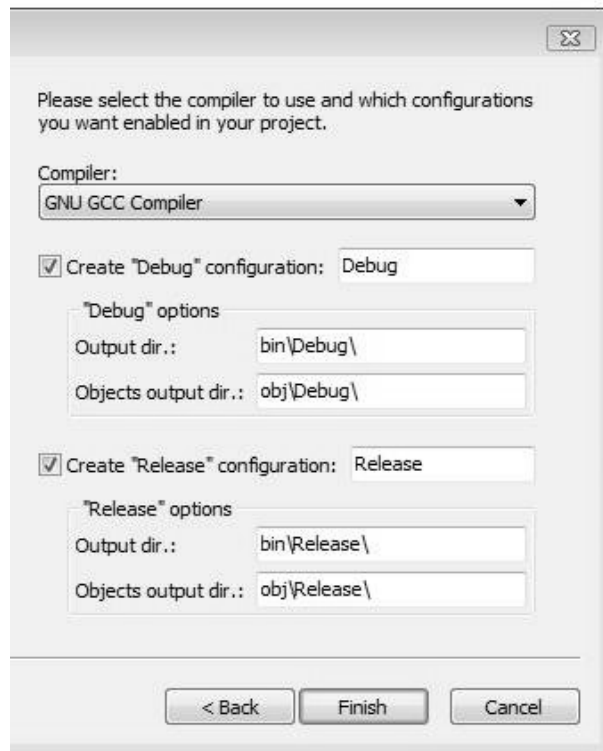 Please select the compiler to use and which configurations
you want enabled in your project.
Compiler:
GNU GCC Compiler
Create "Debug" configuration: Debug
"Debug" options
Output dir.: bin\Debug\
Objects output dir.: obj\Debug\
Create "Release" configuration: Release
"Release" options
Output dir.: bin\Release\
Objects output dir.: obj\Release\
< Back Finish Cancel